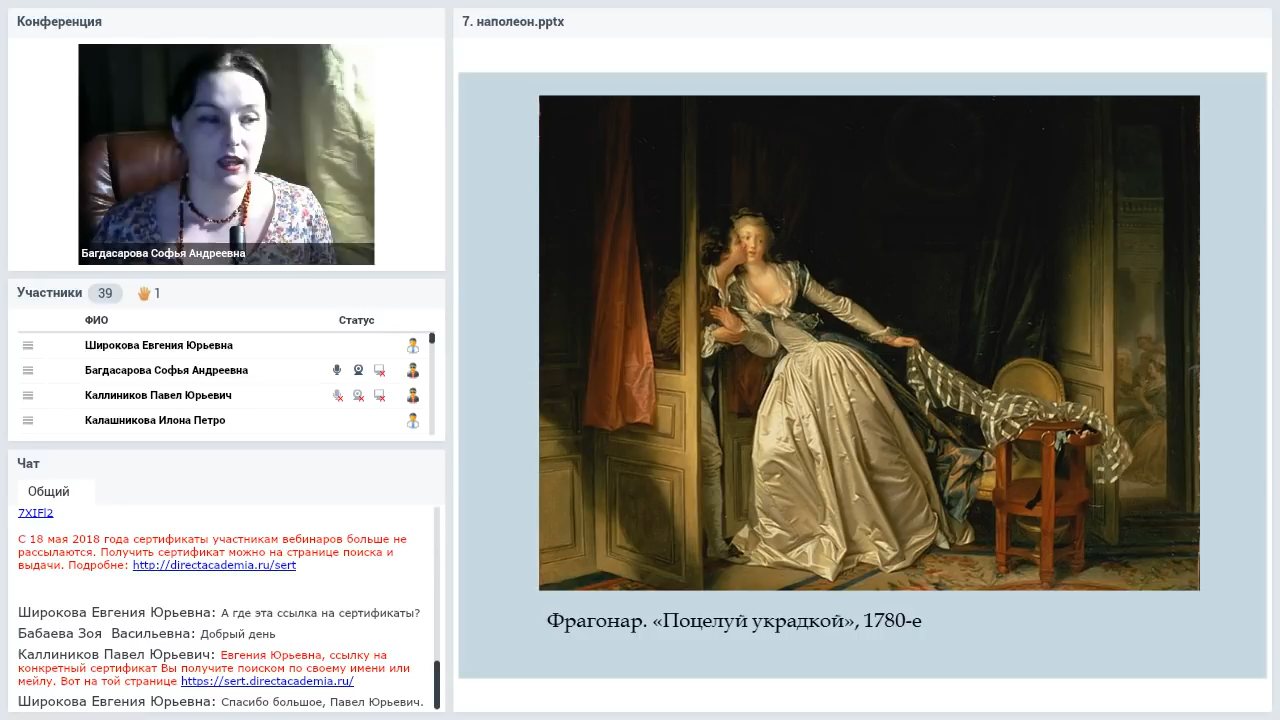 Конференция
Багдасарова Софья Андреевна
Участники 39 1
ФИО Статус
Широкова Евгения Юрьевна
Багдасарова Софья Андреевна
Каллиников Павел Юрьевич
Калашникова Илона Петро
Чат
Общий
7XIFl2
С 18 мая 2018 года сертификаты участникам вебинаров больше не
рассылаются. Получить сертификат можно на странице поиска и
выдачи. Подробне: http://directacademia.ru/sert
Широкова Евгения Юрьевна: А где эта ссылка на сертификаты?
Бабаева Зоя Васильевна: Добрый день
Каллиников Павел Юрьевич: Евгения Юрьевна, ссылку на
конкретный сертификат Вы получите поиском по своему имени или
мейлу. Вот на той странице https://sert.directacademia.ru/
Широкова Евгения Юрьевна: Спасибо большое, Павел Юрьевич.
7. наполеон.pptx
Фрагонар. «Поцелуй украдкой», 1780-е